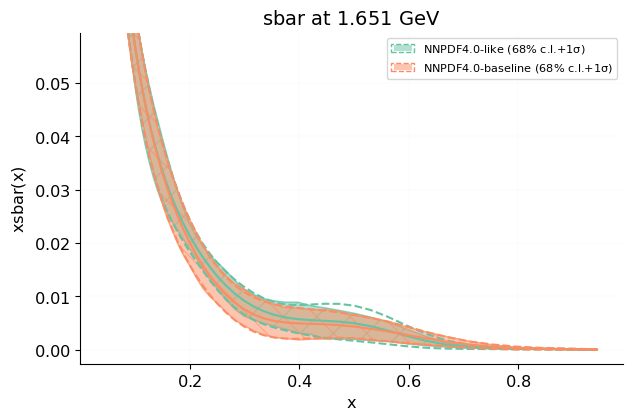 sbar at 1.651 GeV
NNPDF4.0-like (68% c.l.+1σ)
NNPDF4.0-baseline (68% c.l.+1σ)
xsbar(x)
0.05
0.04
0.03
0.02
0.01
0.00
0.2 0.4 0.6 0.8
x